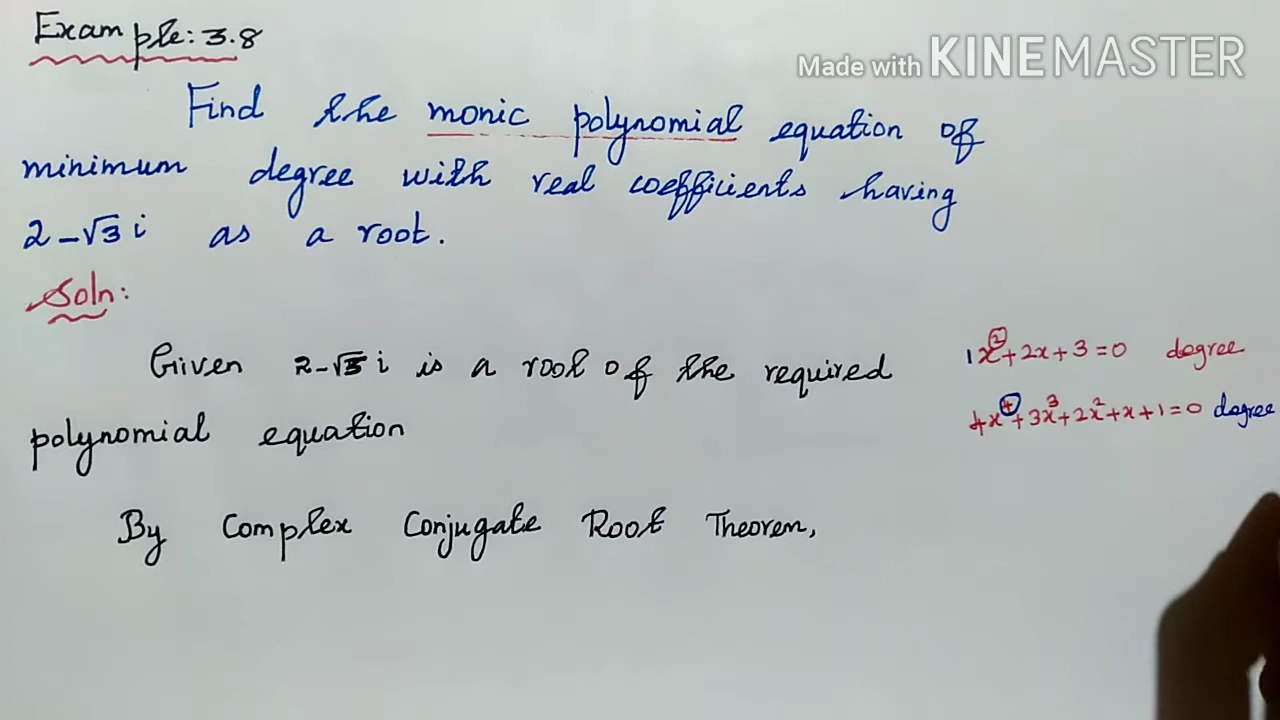 Example: 3.8
Made with KINEMASTER
Find the monic polynomial equation of
minimum degree with real coefficients having
2-√3 i as a root.
Soln:
Given 2-√3 i is a root of the required
polynomial equation
1x²+2x+3=0 degree
4x⁴+3x³+2x²+x+1=0 degree
By Complex Conjugate Root Theorem,